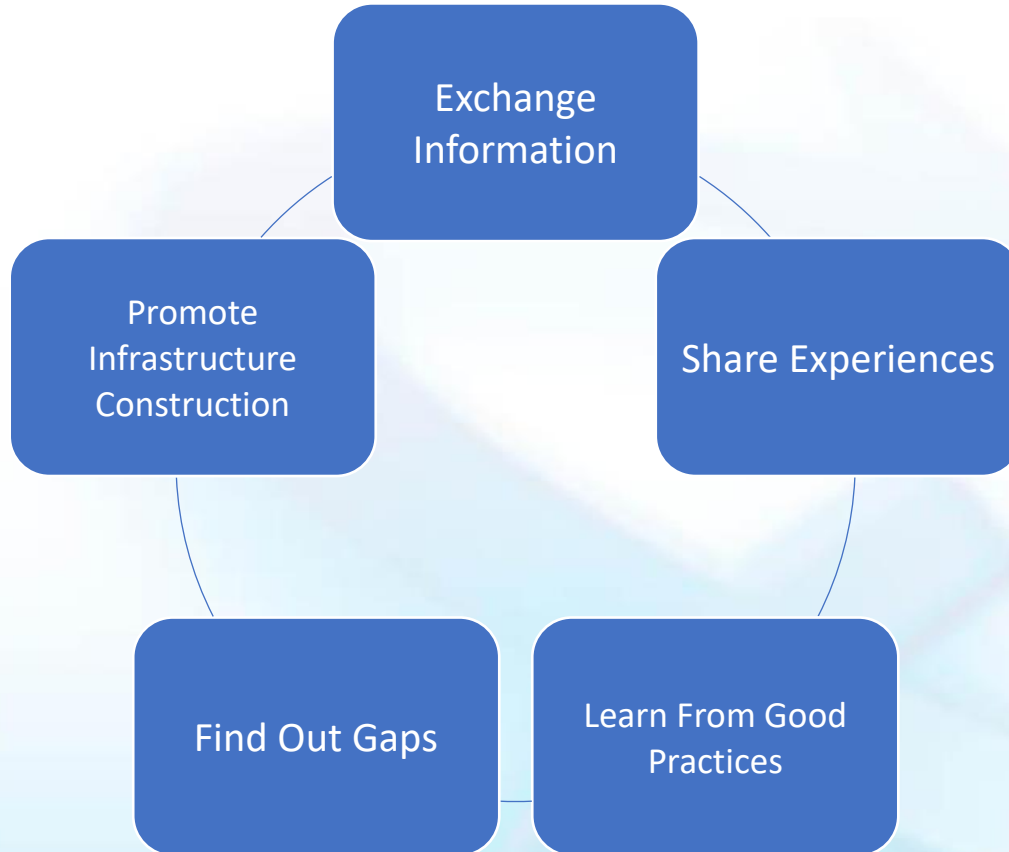 Exchange
Information
Share Experiences
Learn From Good
Practices
Find Out Gaps
Promote
Infrastructure
Construction